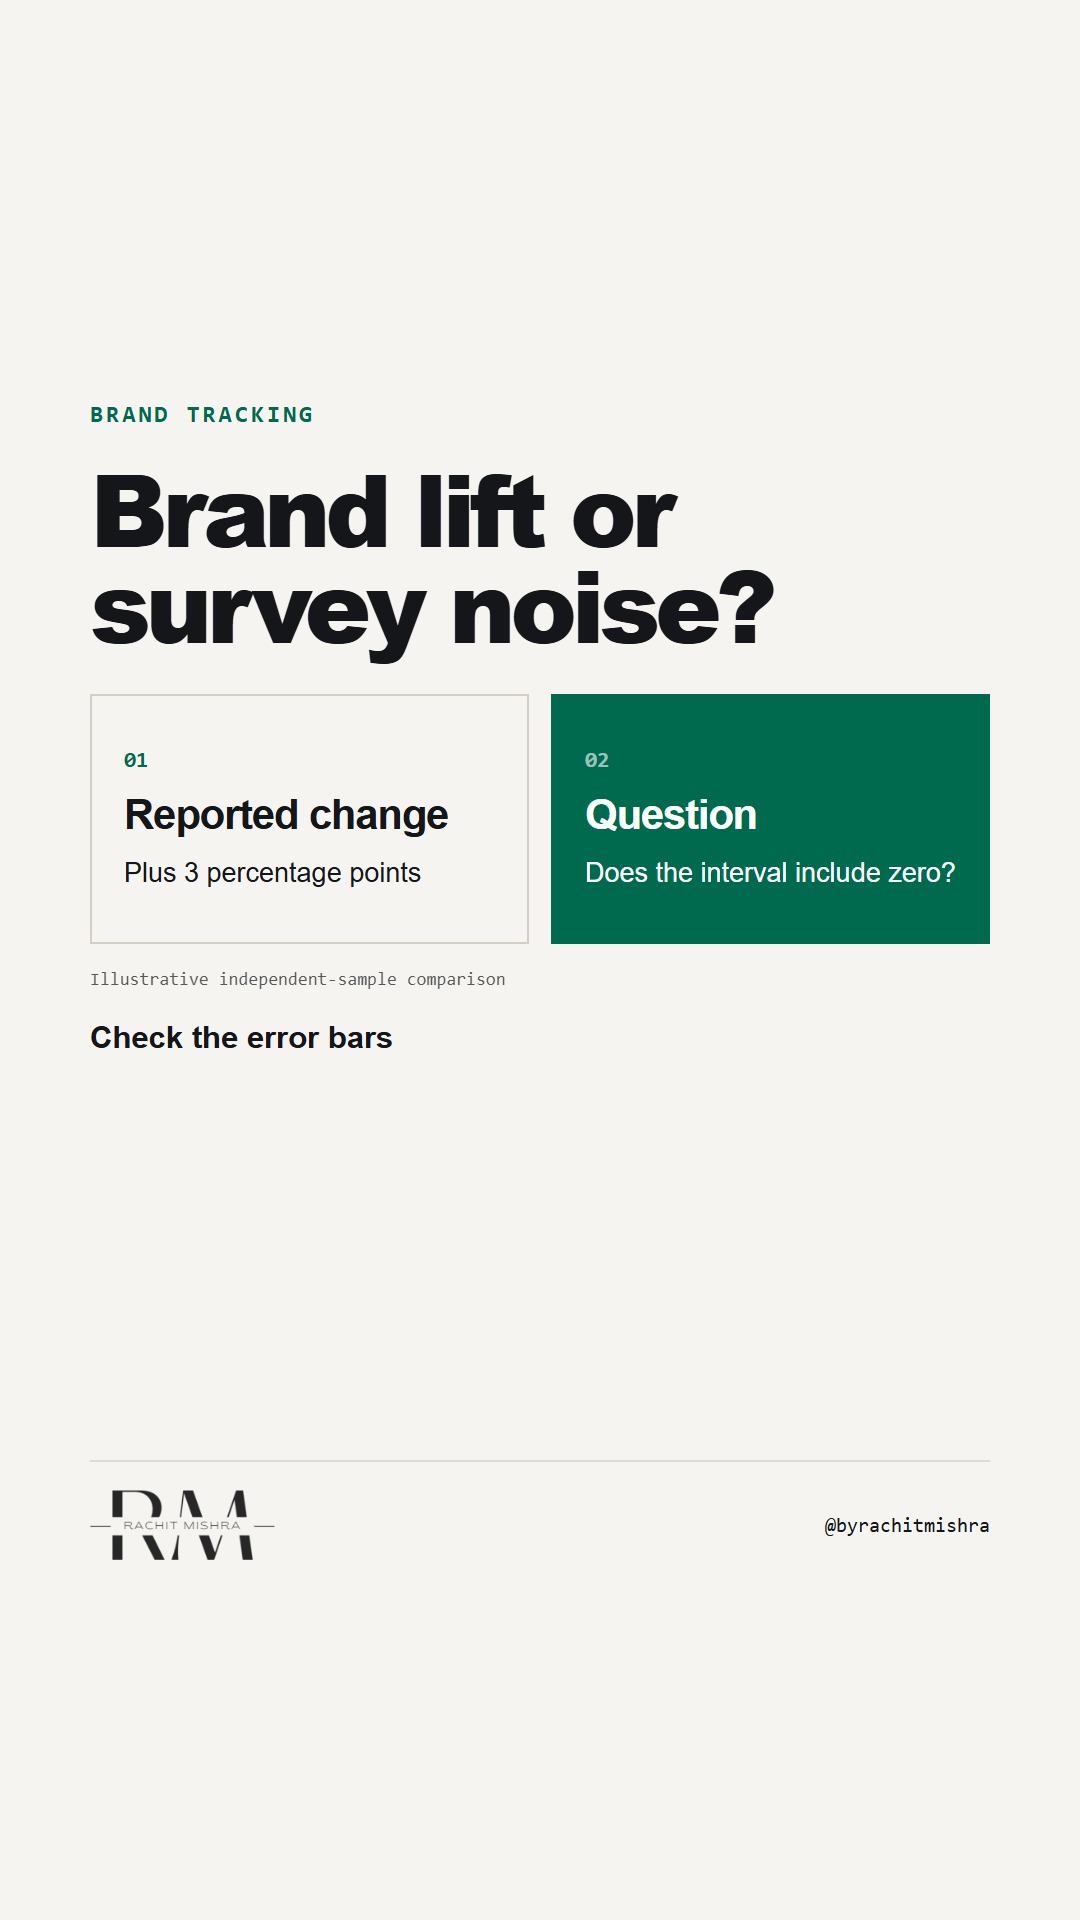 BRAND TRACKING
Brand lift or
survey noise?
01
Reported change
Plus 3 percentage points
02
Question
Does the interval include zero?
Illustrative independent-sample comparison
Check the error bars
RM
RACHIT MISHRA
@byrachitmishra